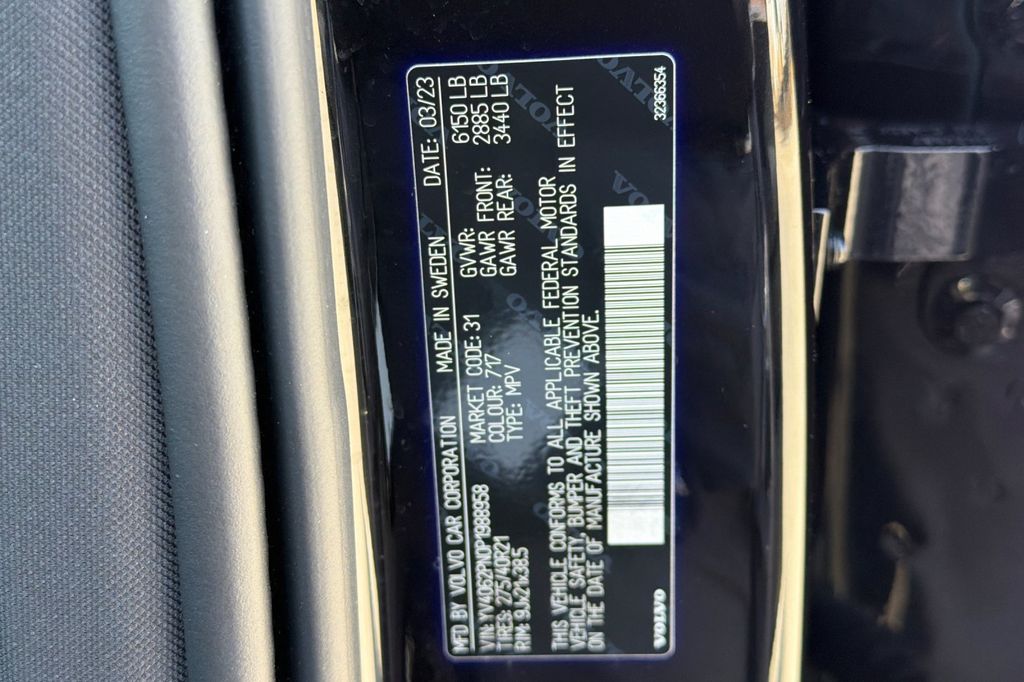 MFD BY VOLVO CAR CORPORATION MADE IN SWEDEN DATE: 03/23
VIN: YV4062PN0P1988958 MARKET CODE: 31 GVWR: 6150 LB
TIRES: 275/40R21 COLOUR: 717 GAWR FRONT: 2885 LB
RIM: 9Jx21x38.5 TYPE: MPV GAWR REAR: 3440 LB
THIS VEHICLE CONFORMS TO ALL APPLICABLE FEDERAL MOTOR
VEHICLE SAFETY, BUMPER AND THEFT PREVENTION STANDARDS IN EFFECT
ON THE DATE OF MANUFACTURE SHOWN ABOVE.
VOLVO 32366354